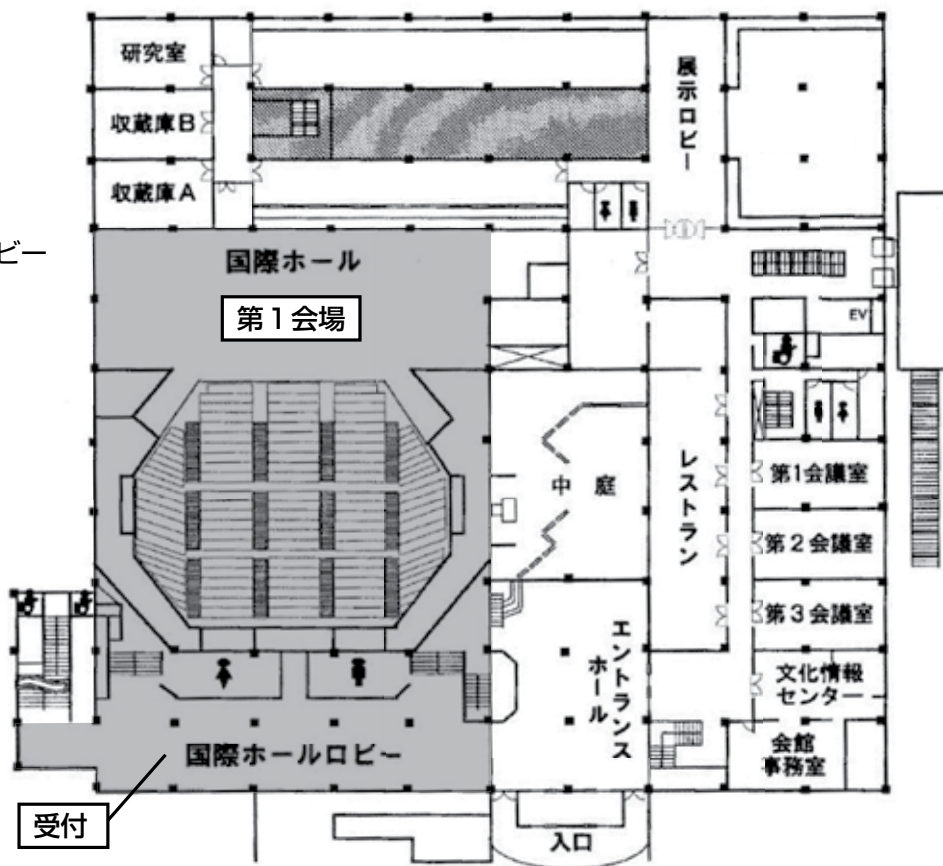 研究室
収蔵庫B
収蔵庫A
展示ロビー
ビー
国際ホール
第1会場
EV
中庭
レストラン
第1会議室
第2会議室
第3会議室
エントランス
ホール
文化情報
センター
国際ホールロビー
会館
事務室
受付
入口